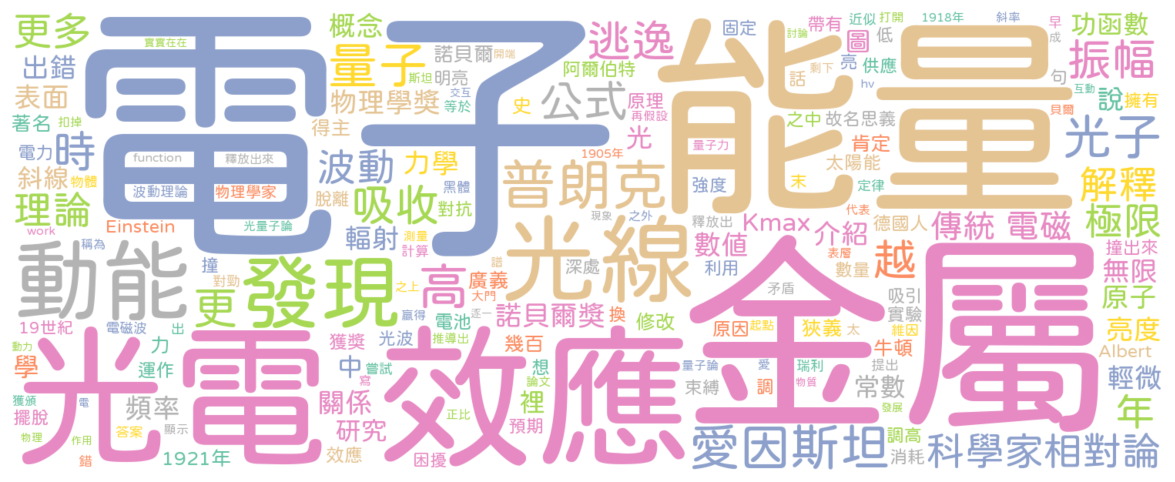 更多
實實在在
電子
概念
量子
諾貝爾
斯坦
明亮
開端
逃逸
阿爾伯特
固定
討論
帶有
剩下
近似
打開
圖
低
1918年
斜率
早
成
功函數
振幅
能量
出錯
表面
著名
扣掉
物理學獎
交互
等於
得主
史
公式
原理
再假設
光
話
亮
供應
hv
之中
故名思義
句
互動
貝爾
說
擁有
電力
時
function
釋放出來
波動
力學
1905年
量子力
肯定
太陽能
光子
斜線
物體
波動理論
物理學家
脫離
黑體
吸收
對抗
普朗克
現象
之外
強度
末
定律
解釋
理論
work
Einstein
光量子論
輻射
測量
計算
釋放出
Kmax
代表
德國人
傳統
電磁
極限
動能
稱為
撞
對勁
更
發現
之上
高
譜
廣義
大門
深處
光線
數值
利用
介紹
表層
數量
越
撞出來
無限
矛盾
吸引
實驗
原子
19世紀
電磁波
出
贏得
電池
推導出
逐一
諾貝爾獎
換
修改
原因
起點
狹義
太
雜因
牛頓
亮度
Albert
動力
學
力
運作
獲獎
光波
幾百
金屬
光電
效應
中
嘗試
寫
想
論文
裡
預期
量子論
愛
瑞利
束縛
調
物質
提出
常數
發展
輕微
獲頒
電
擺脫
頻率
關係
正比
年
物理
作用
答案
顯示
研究
錯
1921年
效應
困擾
愛因斯坦
調高
消耗
科學家
相對論